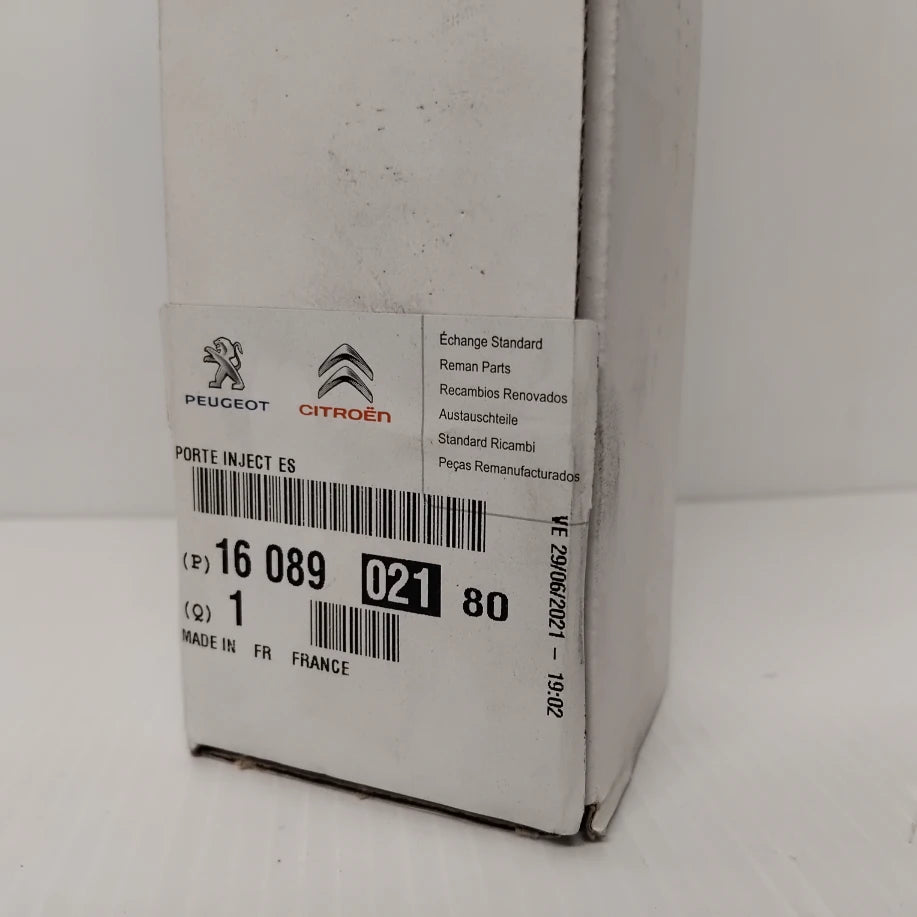 PEUGEOT
CITROËN
Échange Standard
Reman Parts
Recambios Renovados
Austauschteile
Standard Ricambi
Peças Remanufacturados
PORTE INJECT ES
(P) 16 089 021 80
(Q) 1
MADE IN FR FRANCE
VE 29/06/2021 - 19:02